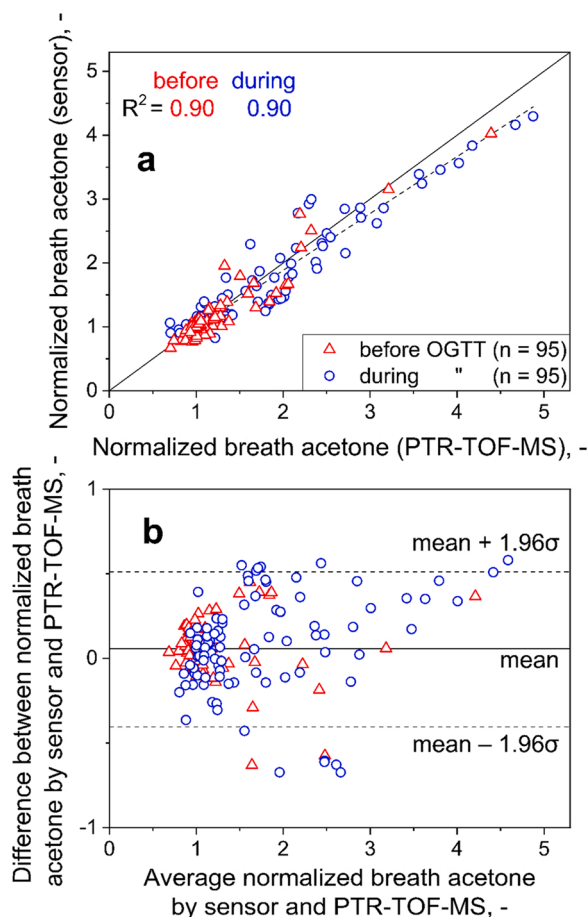 Normalized breath acetone (sensor), -
5
4
3
2
1
0
before during
R² = 0.90 0.90
a
before OGTT (n = 95)
during " (n = 95)
0 1 2 3 4 5
Normalized breath acetone (PTR-TOF-MS), -
Difference between normalized breath
acetone by sensor and PTR-TOF-MS, -
1
0
-1
b
mean + 1.96σ
mean
mean – 1.96σ
0 1 2 3 4 5
Average normalized breath acetone
by sensor and PTR-TOF-MS, -